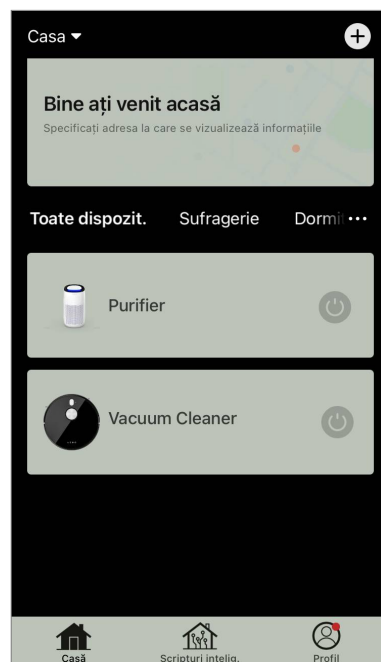 Casa
Bine ați venit acasă
Specificați adresa la care se vizualizează informațiile
Toate dispozit. Sufragerie Dormit
Purifier
Vacuum Cleaner
Casă Scripturi intelig. Profil